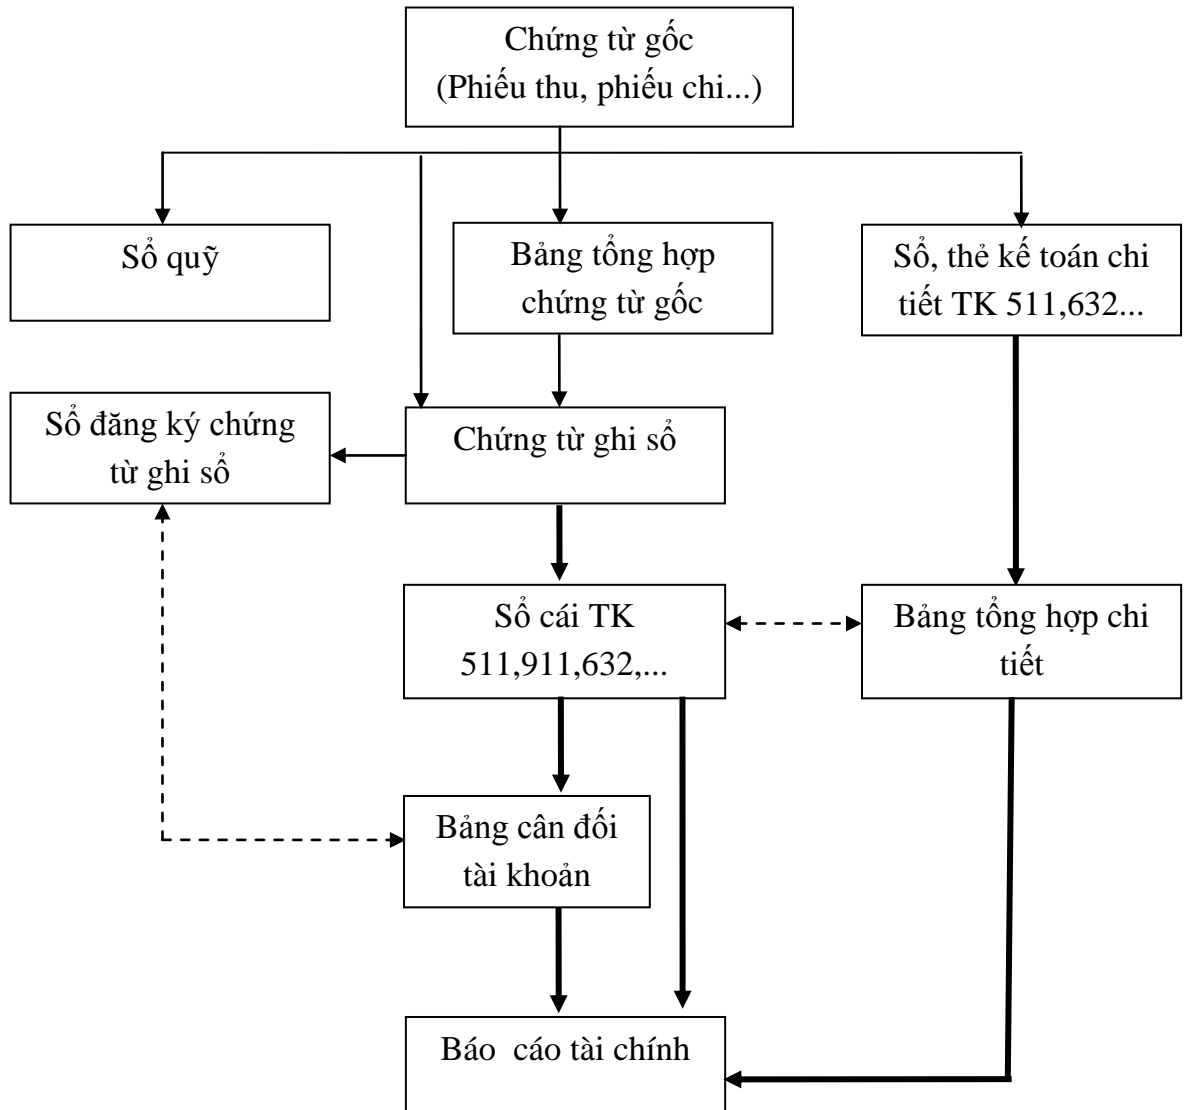 Chứng từ gốc
(Phiếu thu, phiếu chi...)
Sổ quỹ
Bảng tổng hợp
chứng từ gốc
Sổ, thẻ kế toán chi
tiết TK 511,632...
Sổ đăng ký chứng
từ ghi sổ
Chứng từ ghi sổ
Sổ cái TK
511,911,632,...
Bảng tổng hợp chi
tiết
Bảng cân đối
tài khoản
Báo cáo tài chính